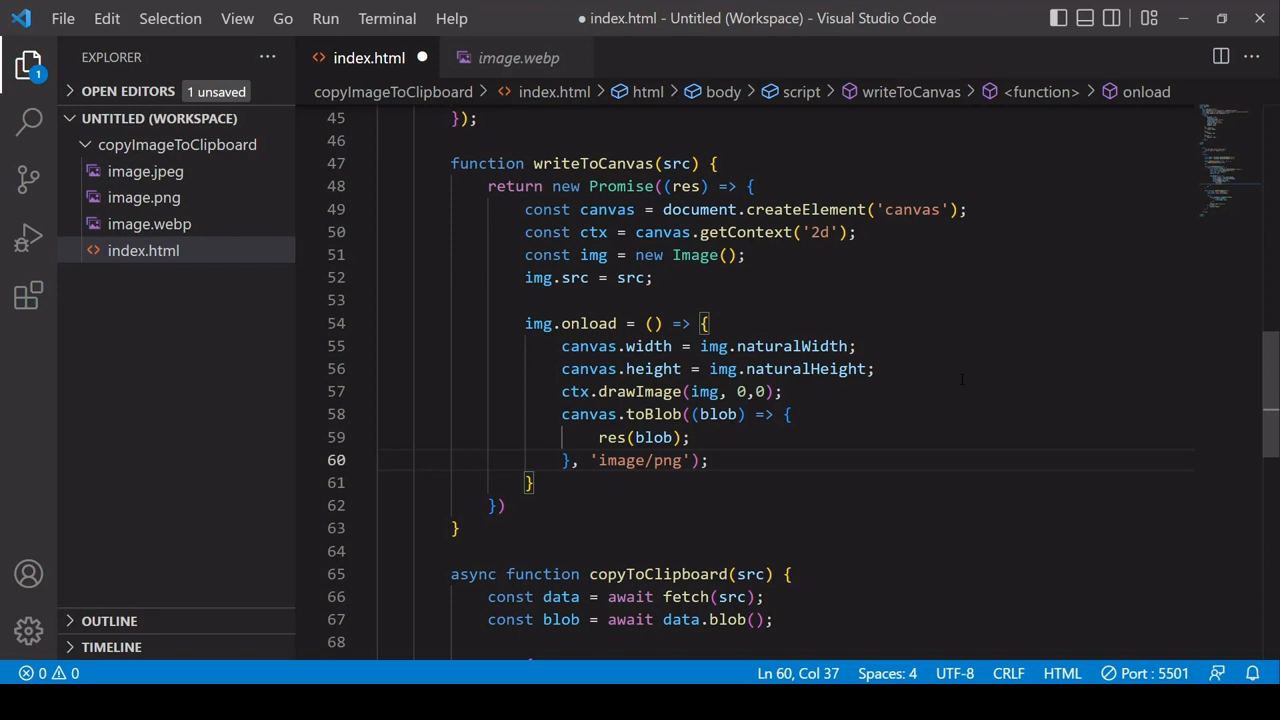 File Edit Selection View Go Run Terminal Help
● index.html - Untitled (Workspace) - Visual Studio Code
EXPLORER
index.html
image.webp
1
OPEN EDITORS 1 unsaved
copyImageToClipboard > index.html > html > body > script > writeToCanvas > <function> > onload
UNTITLED (WORKSPACE)
copyImageToClipboard
image.jpeg
image.png
image.webp
index.html
OUTLINE
TIMELINE
45 });
46
47 function writeToCanvas(src) {
48 return new Promise((res) => {
49 const canvas = document.createElement('canvas');
50 const ctx = canvas.getContext('2d');
51 const img = new Image();
52 img.src = src;
53
54 img.onload = () => {
55 canvas.width = img.naturalWidth;
56 canvas.height = img.naturalHeight;
57 ctx.drawImage(img, 0,0);
58 canvas.toBlob((blob) => {
59 res(blob);
60 }, 'image/png');
61 }
62 })
63 }
64
65 async function copyToClipboard(src) {
66 const data = await fetch(src);
67 const blob = await data.blob();
68
0 0 Ln 60, Col 37 Spaces: 4 UTF-8 CRLF HTML Port : 5501